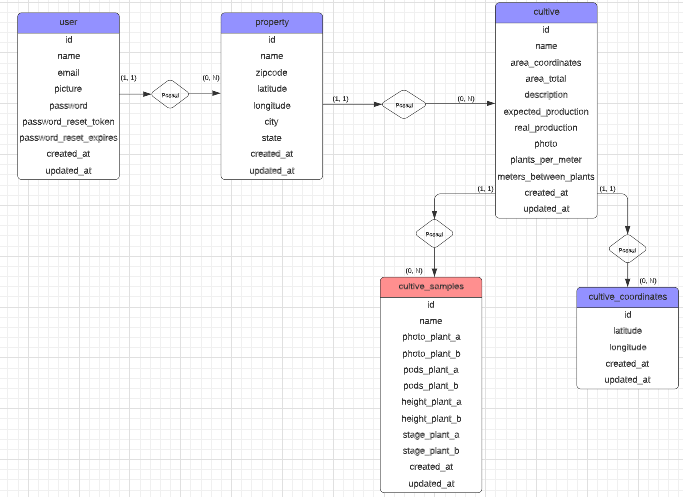 user
id
name
email
picture
password
password_reset_token
password_reset_expires
created_at
updated_at
(1, 1)
Possui
(0, N)
property
id
name
zipcode
latitude
longitude
city
state
created_at
updated_at
(1, 1)
Possui
(0, N)
cultive
id
name
area_coordinates
area_total
description
expected_production
real_production
photo
plants_per_meter
meters_between_plants
created_at
updated_at
(1, 1)
Possui
(0, N)
cultive_samples
id
name
photo_plant_a
photo_plant_b
pods_plant_a
pods_plant_b
height_plant_a
height_plant_b
stage_plant_a
stage_plant_b
created_at
updated_at
(1, 1)
Possui
(0, N)
cultive_coordinates
id
latitude
longitude
created_at
updated_at